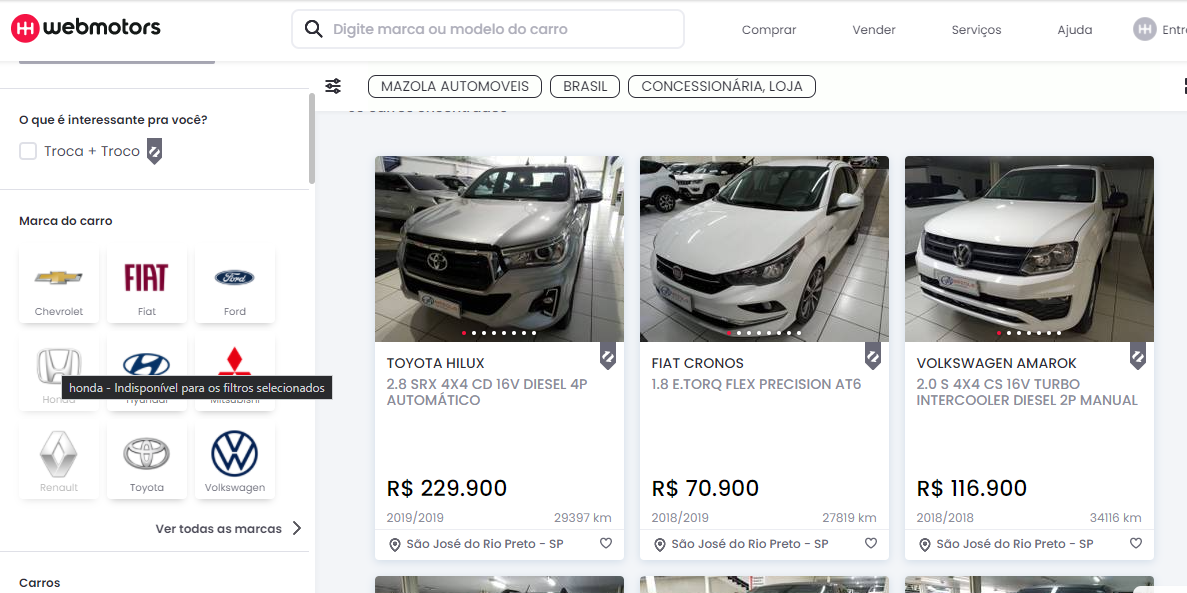 webmotors
Digite marca ou modelo do carro
Comprar
Vender
Serviços
Ajuda
Entr
MAZOLA AUTOMOVEIS
BRASIL
CONCESSIONÁRIA, LOJA
carros encontrados
O que é interessante pra você?
Troca + Troco
Marca do carro
Chevrolet
FIAT
Fiat
Ford
Ford
Honda
honda - Indisponível para os filtros selecionados
Hyundai
Mitsubishi
Renault
Toyota
Volkswagen
Ver todas as marcas
Carros
TOYOTA HILUX
2.8 SRX 4X4 CD 16V DIESEL 4P
AUTOMÁTICO
R$ 229.900
2019/2019
29397 km
São José do Rio Preto - SP
FIAT CRONOS
1.8 E.TORQ FLEX PRECISION AT6
R$ 70.900
2018/2019
27819 km
São José do Rio Preto - SP
VOLKSWAGEN AMAROK
2.0 S 4X4 CS 16V TURBO
INTERCOOLER DIESEL 2P MANUAL
R$ 116.900
2018/2018
34116 km
São José do Rio Preto - SP